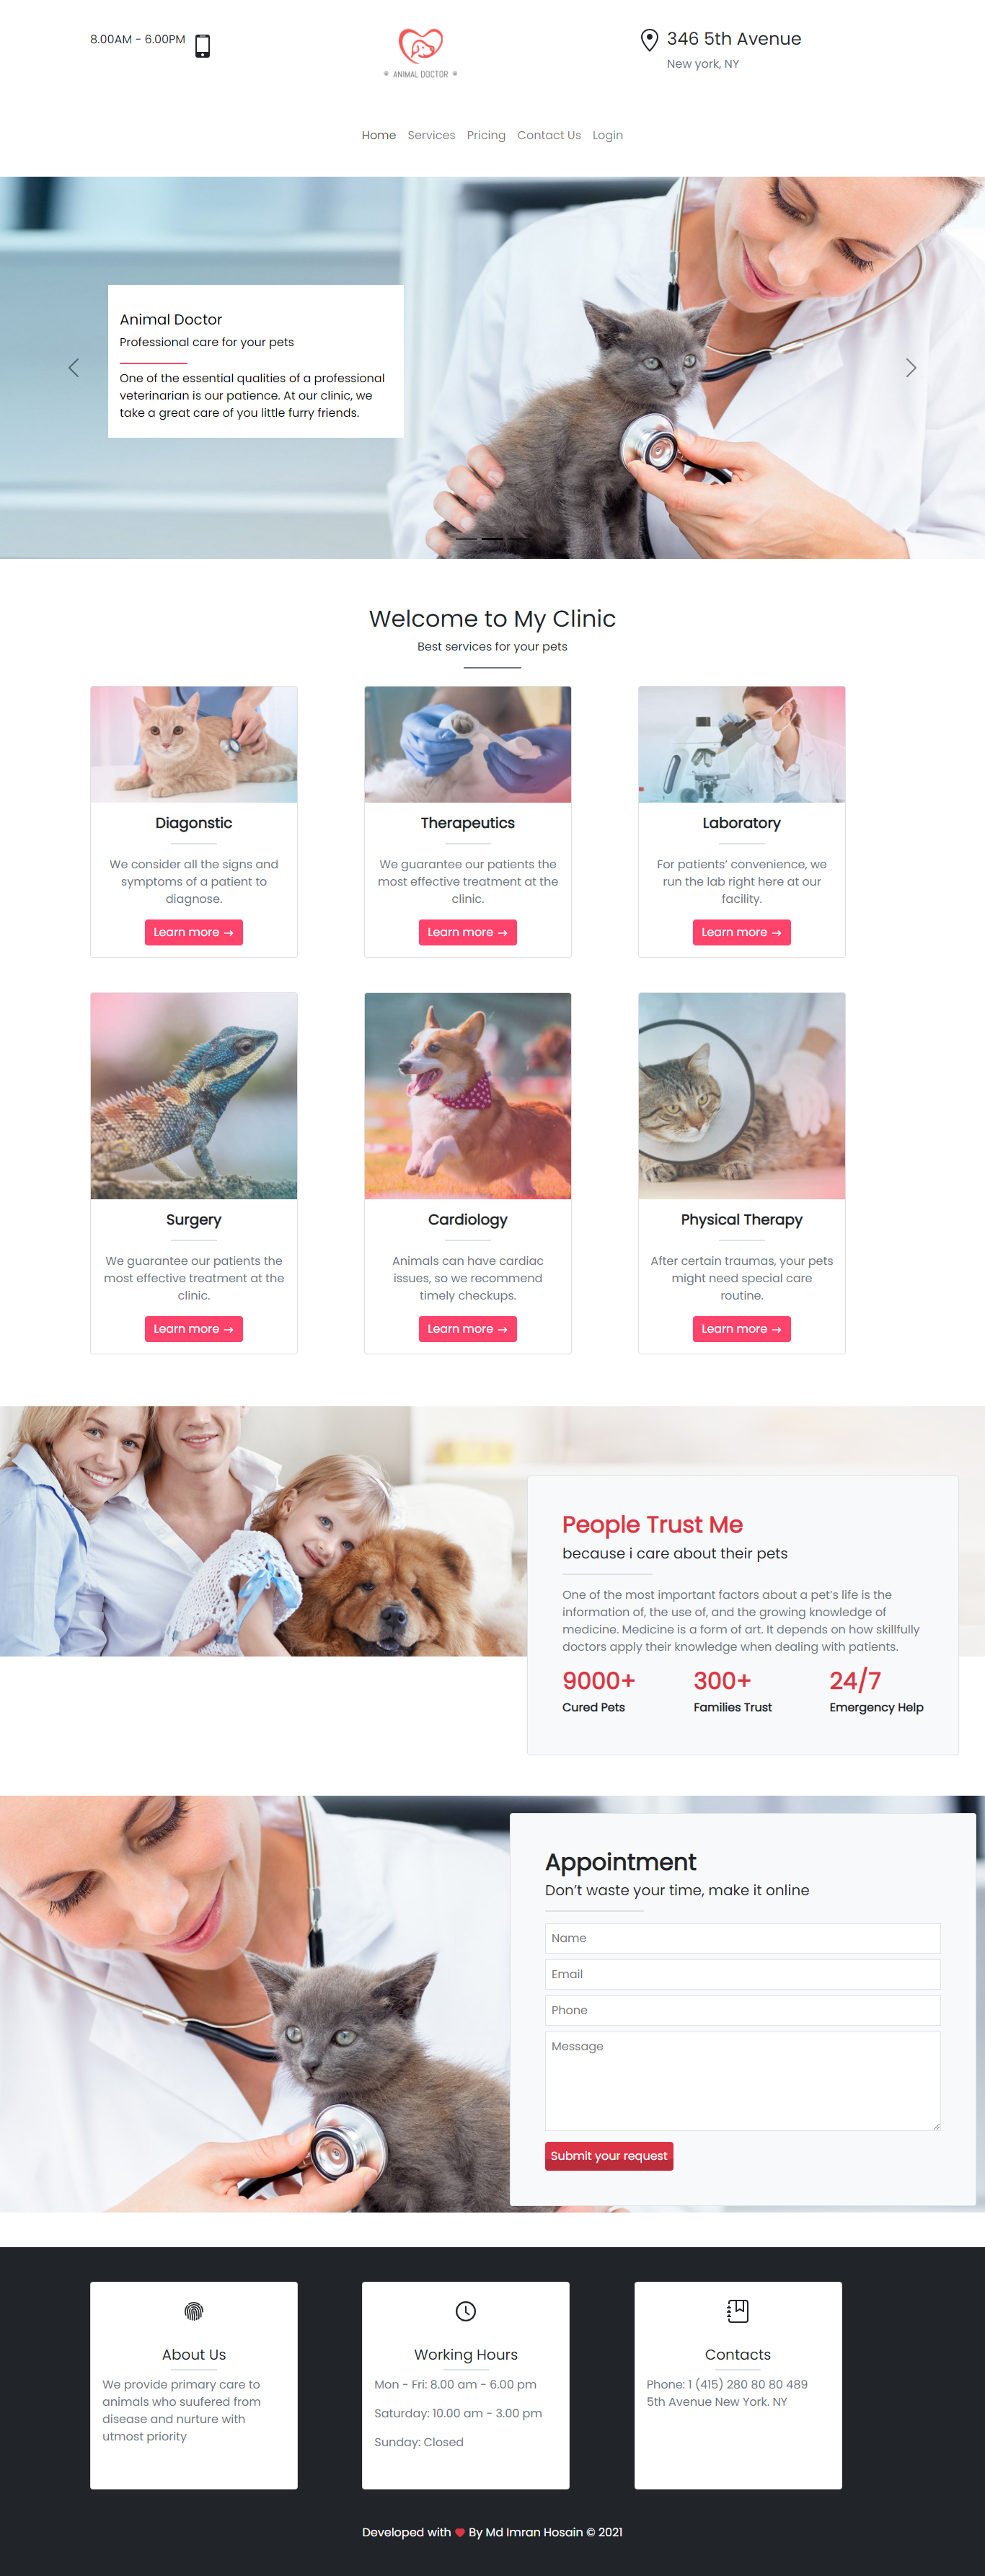 8.00AM - 6.00PM
ANIMAL DOCTOR
346 5th Avenue
New york, NY
Home Services Pricing Contact Us Login
Animal Doctor
Professional care for your pets
One of the essential qualities of a professional
veterinarian is our patience. At our clinic, we
take a great care of you little furry friends.
Welcome to My Clinic
Best services for your pets
Diagonstic
We consider all the signs and
symptoms of a patient to
diagnose.
Learn more →
Therapeutics
We guarantee our patients the
most effective treatment at the
clinic.
Learn more →
Laboratory
For patients’ convenience, we
run the lab right here at our
facility.
Learn more →
Surgery
We guarantee our patients the
most effective treatment at the
clinic.
Learn more →
Cardiology
Animals can have cardiac
issues, so we recommend
timely checkups.
Learn more →
Physical Therapy
After certain traumas, your pets
might need special care
routine.
Learn more →
People Trust Me
because i care about their pets
One of the most important factors about a pet’s life is the
information of, the use of, and the growing knowledge of
medicine. Medicine is a form of art. It depends on how skillfully
doctors apply their knowledge when dealing with patients.
9000+ 300+ 24/7
Cured Pets Families Trust Emergency Help
Appointment
Don’t waste your time, make it online
Name
Email
Phone
Message
Submit your request
About Us
We provide primary care to
animals who suufered from
disease and nurture with
utmost priority
Working Hours
Mon - Fri: 8.00 am - 6.00 pm
Saturday: 10.00 am - 3.00 pm
Sunday: Closed
Contacts
Phone: 1 (415) 280 80 80 489
5th Avenue New York. NY
Developed with ♥ By Md Imran Hosain © 2021